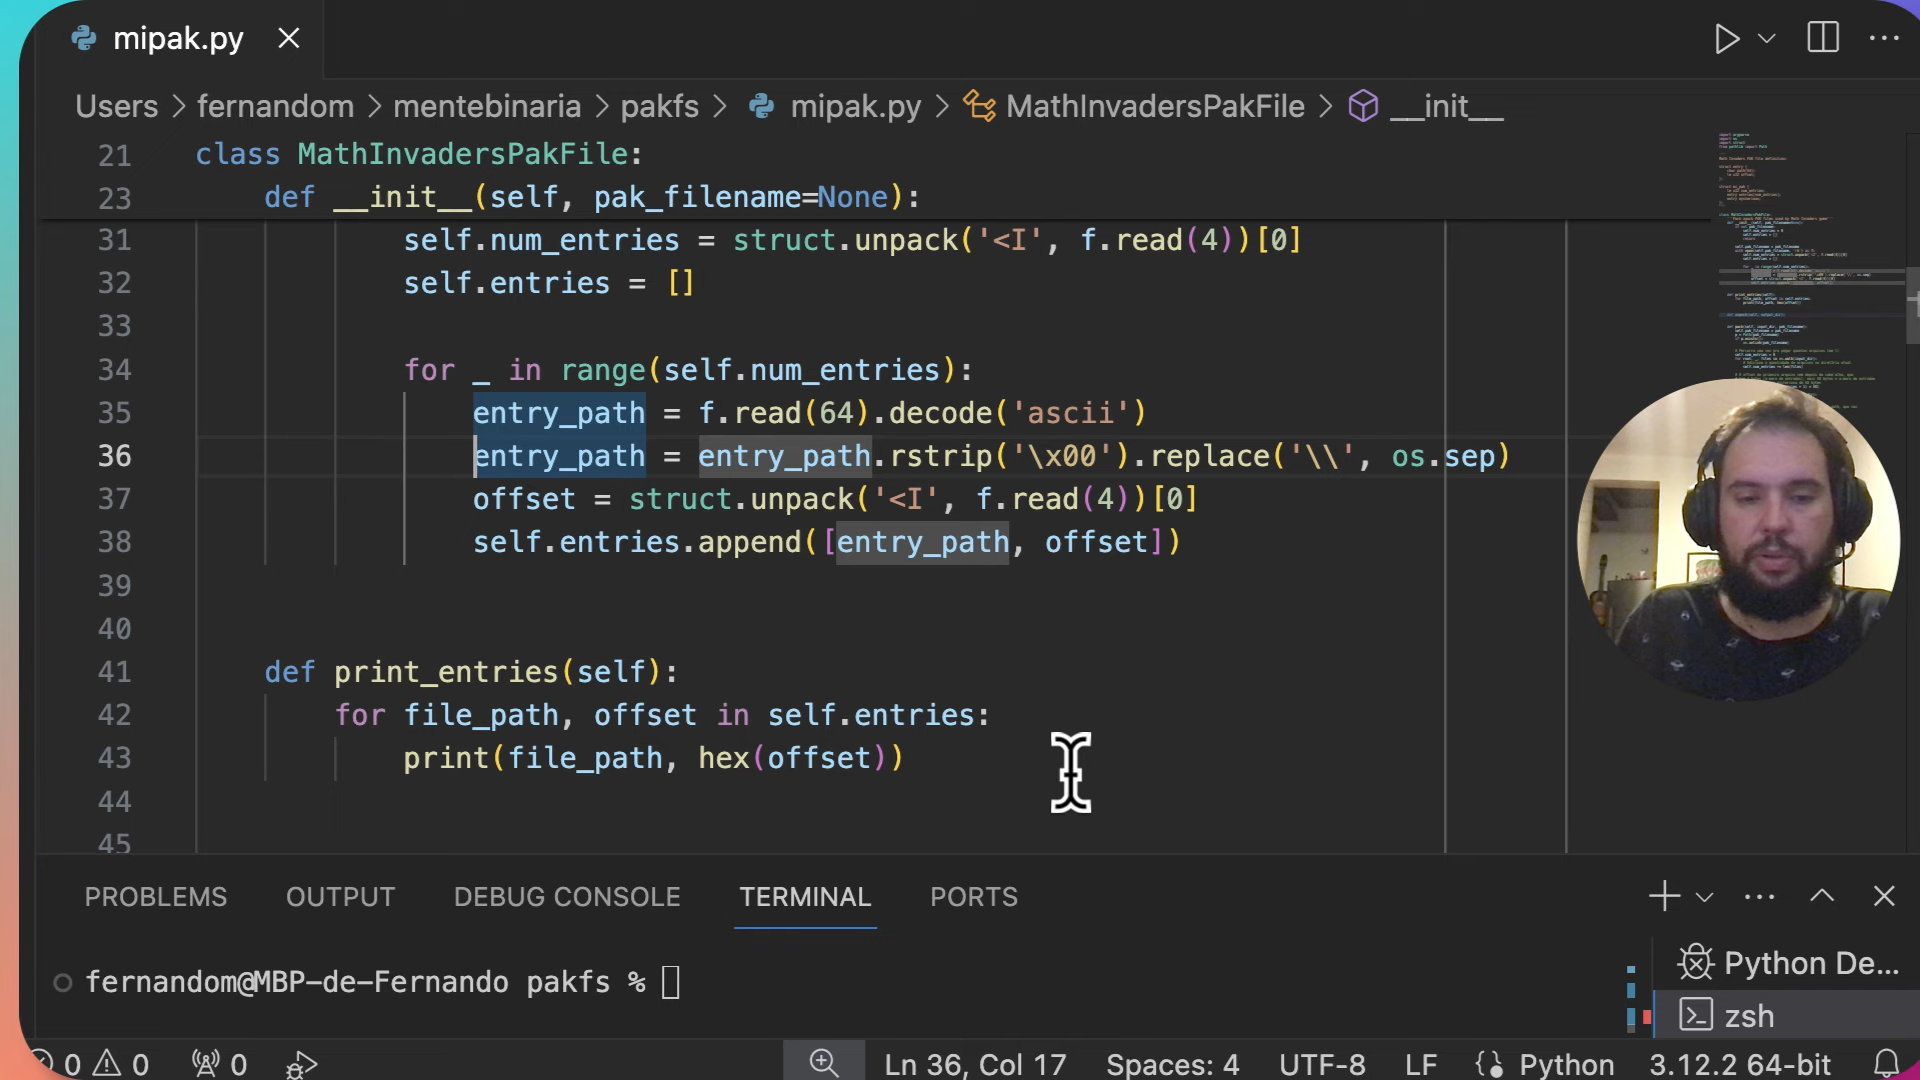 mipak.py
Users > fernandom > mentebinaria > pakfs > mipak.py > MathInvadersPakFile > __init__
21 class MathInvadersPakFile:
23 def __init__(self, pak_filename=None):
31 self.num_entries = struct.unpack('<I', f.read(4))[0]
32 self.entries = []
33
34 for _ in range(self.num_entries):
35 entry_path = f.read(64).decode('ascii')
36 entry_path = entry_path.rstrip('\x00').replace('\\', os.sep)
37 offset = struct.unpack('<I', f.read(4))[0]
38 self.entries.append([entry_path, offset])
39
40
41 def print_entries(self):
42 for file_path, offset in self.entries:
43 print(file_path, hex(offset))
44
45
PROBLEMS OUTPUT DEBUG CONSOLE TERMINAL PORTS
fernandom@MBP-de-Fernando pakfs %
Python De...
zsh
0 0 0 Ln 36, Col 17 Spaces: 4 UTF-8 LF Python 3.12.2 64-bit